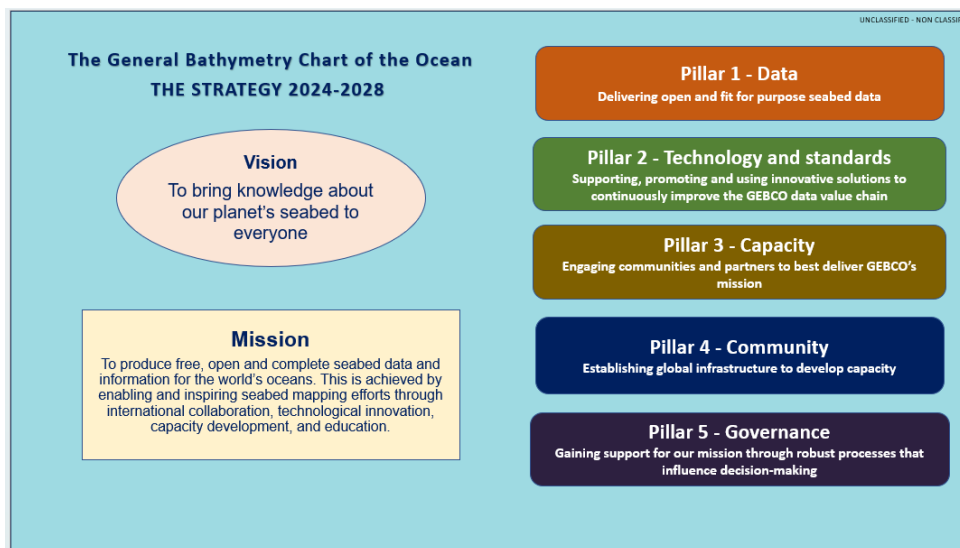 UNCLASSIFIED - NON CLASSIF
The General Bathymetry Chart of the Ocean
THE STRATEGY 2024-2028
Vision
To bring knowledge about
our planet's seabed to
everyone
Mission
To produce free, open and complete seabed data and
information for the world's oceans. This is achieved by
enabling and inspiring seabed mapping efforts through
international collaboration, technological innovation,
capacity development, and education.
Pillar 1 - Data
Delivering open and fit for purpose seabed data
Pillar 2 - Technology and standards
Supporting, promoting and using innovative solutions to
continuously improve the GEBCO data value chain
Pillar 3 - Capacity
Engaging communities and partners to best deliver GEBCO's
mission
Pillar 4 - Community
Establishing global infrastructure to develop capacity
Pillar 5 - Governance
Gaining support for our mission through robust processes that
influence decision-making